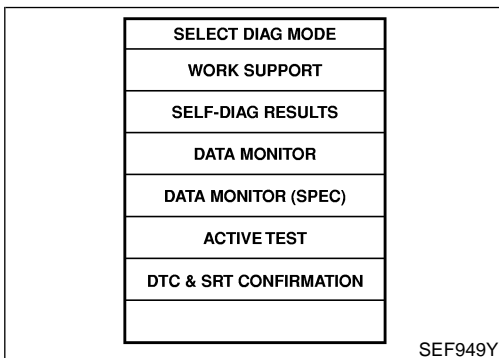 SELECT DIAG MODE
WORK SUPPORT
SELF-DIAG RESULTS
DATA MONITOR
DATA MONITOR (SPEC)
ACTIVE TEST
DTC & SRT CONFIRMATION
SEF949Y